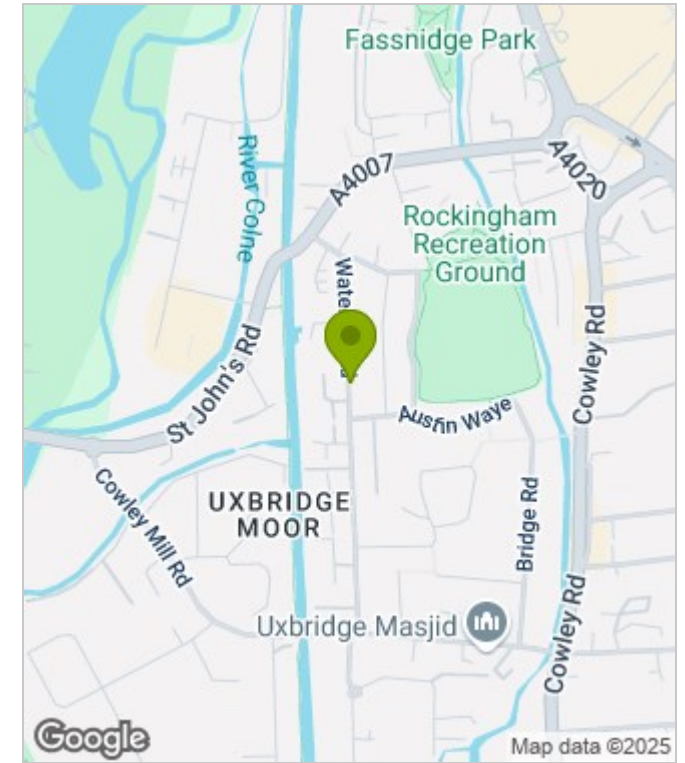 Fassnidge Park
A4007
A4020
River Colne
Rockingham
Recreation
Ground
Wate
Cowley Rd
St John's Rd
Austin Waye
UXBRIDGE
MOOR
Cowley Mill Rd
Bridge Rd
Uxbridge Masjid
Cowley Rd
Google
Map data ©2025